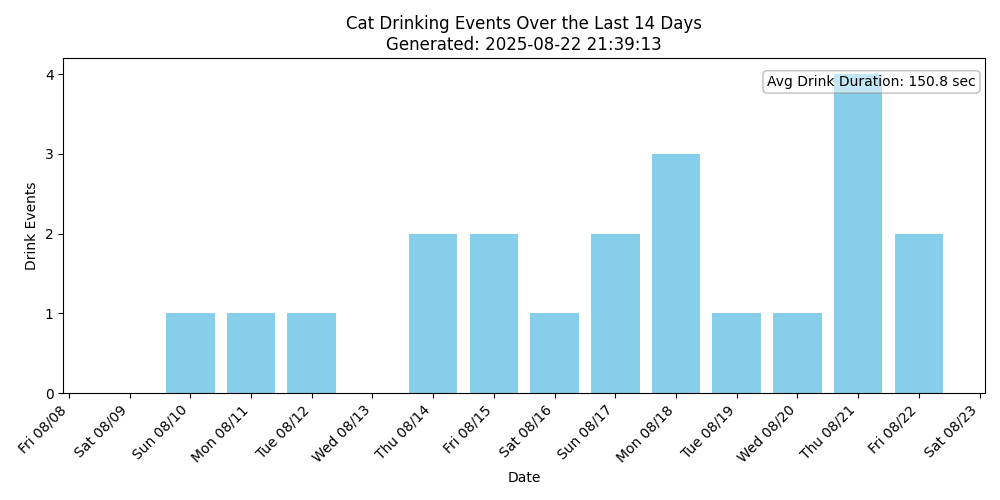 Cat Drinking Events Over the Last 14 Days
Generated: 2025-08-22 21:39:13
Avg Drink Duration: 150.8 sec
Drink Events
4
3
2
1
0
Fri 08/08
Sat 08/09
Sun 08/10
Mon 08/11
Tue 08/12
Wed 08/13
Thu 08/14
Fri 08/15
Sat 08/16
Sun 08/17
Mon 08/18
Tue 08/19
Wed 08/20
Thu 08/21
Fri 08/22
Sat 08/23
Date